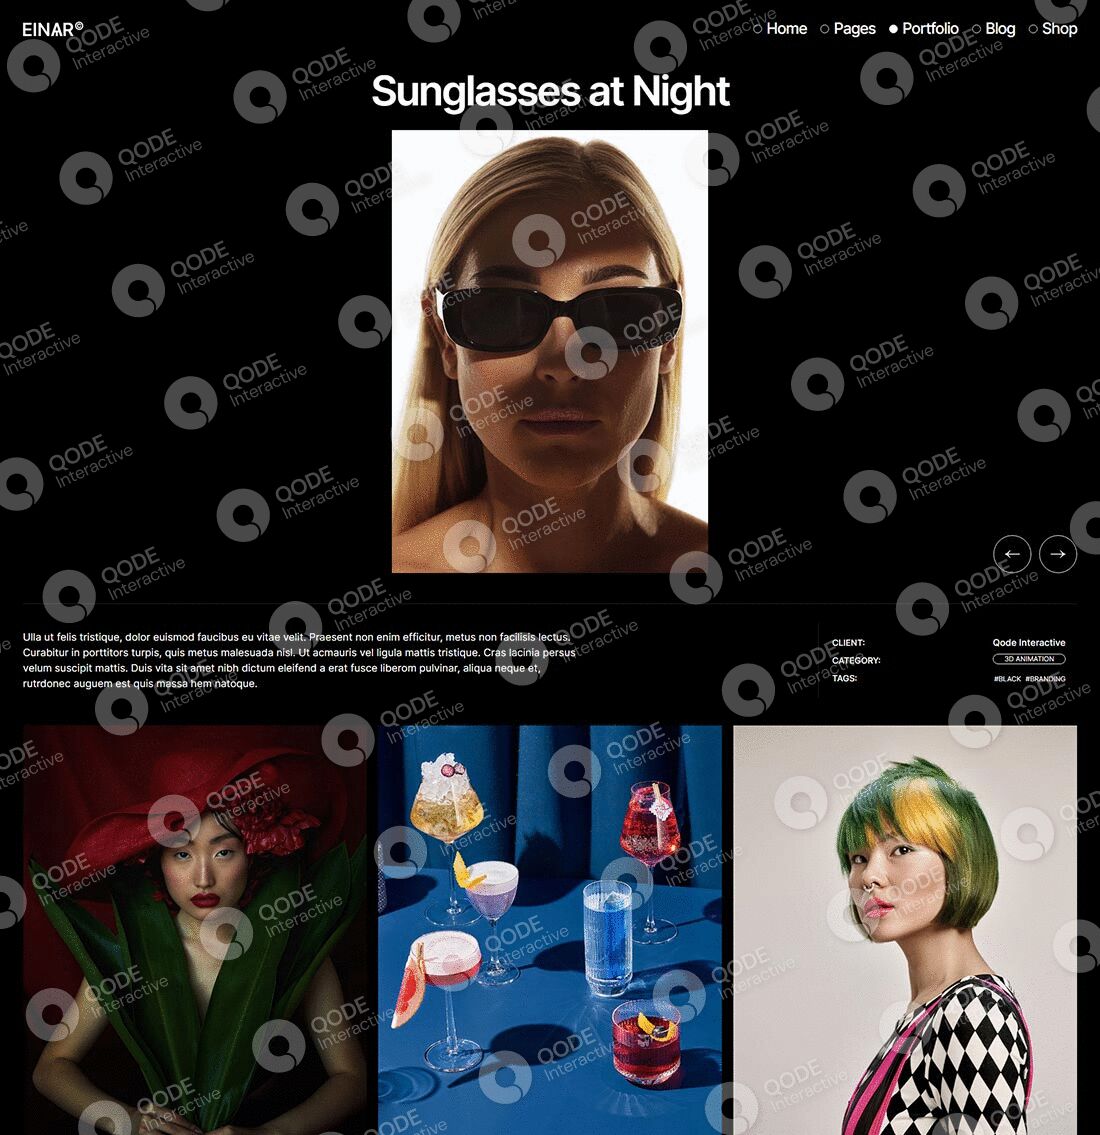 EINAR©
Home Pages Portfolio Blog Shop
Sunglasses at Night
Ulla ut felis tristique, dolor euismod faucibus eu vitae velit. Praesent non enim efficitur, metus non facilisis lectus.
Curabitur in porttitors turpis, quis metus malesuada nisl. Ut acmauris vel ligula mattis tristique. Cras lacinia persus
velum suscipit mattis. Duis vita sit amet nibh dictum eleifend a erat fusce liberom pulvinar, aliqua neque et,
rutrdonec auguem est quis massa hem natoque.
CLIENT: Qode Interactive
CATEGORY: 3D ANIMATION
TAGS: #BLACK #BRANDING
QODE
Interactive